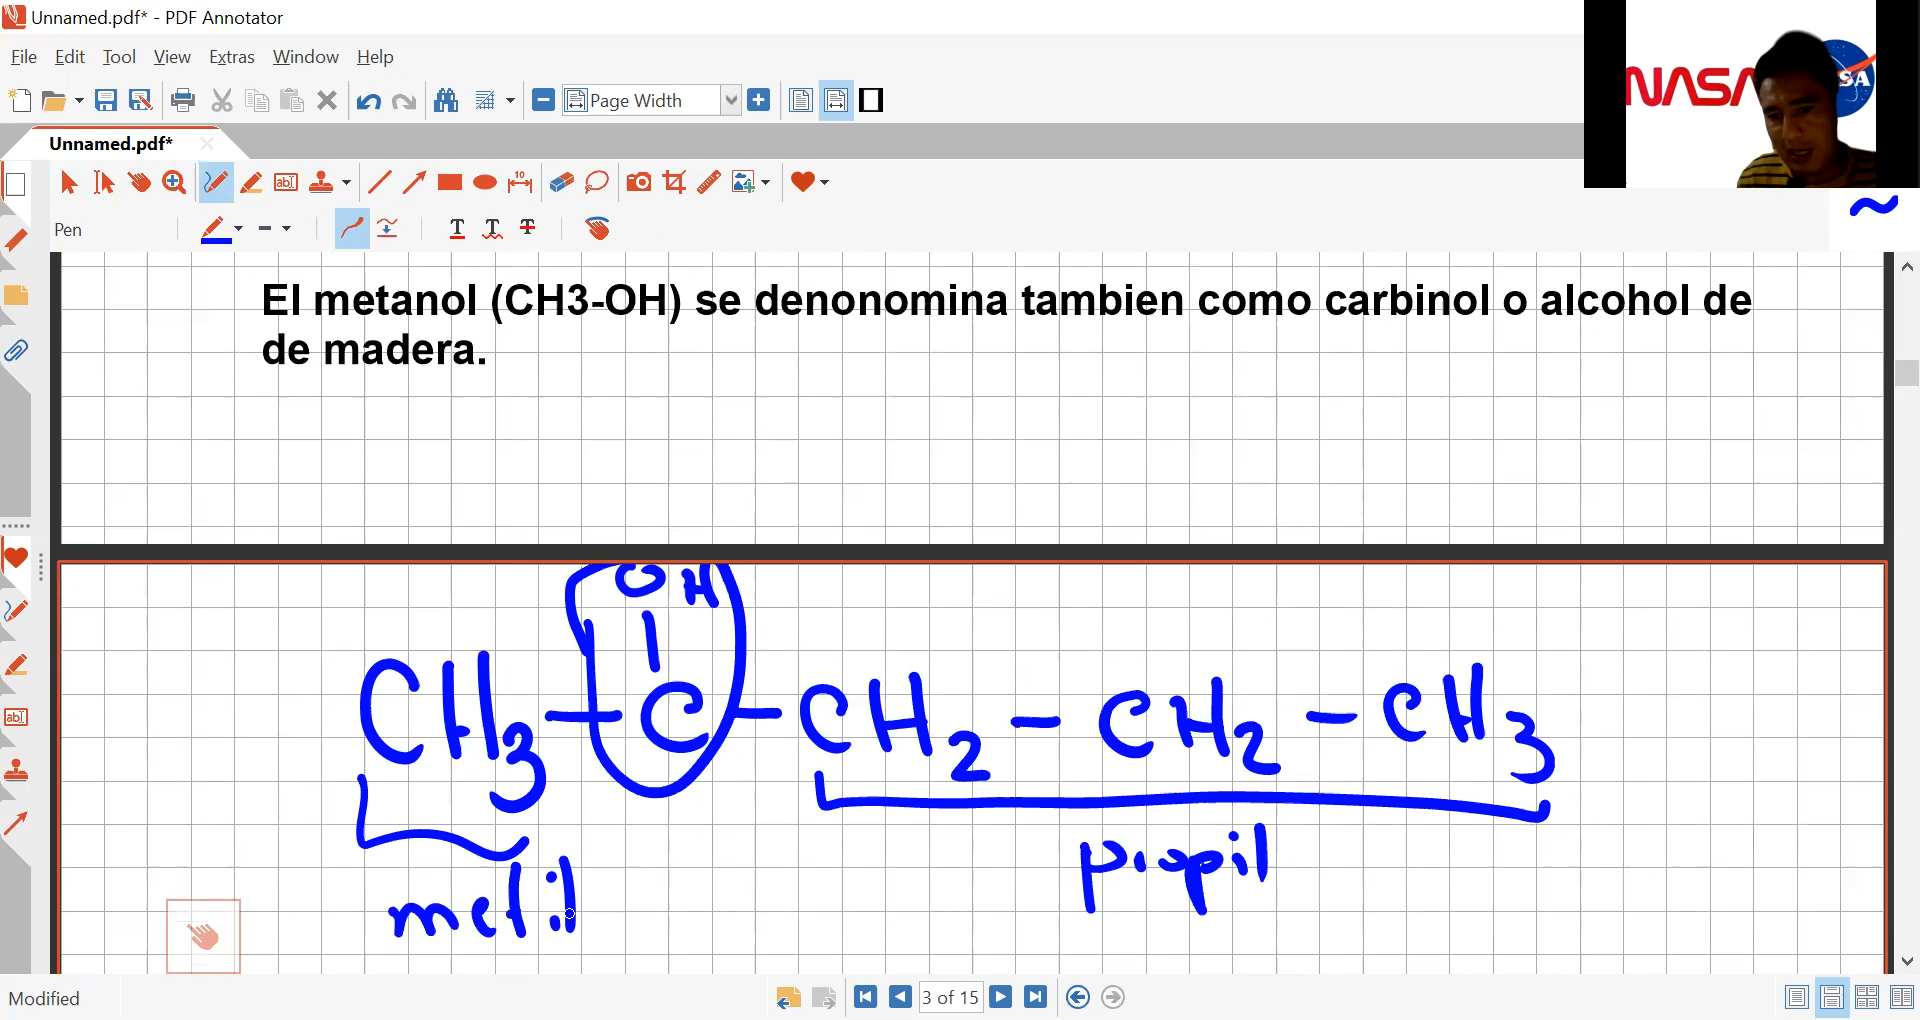 Unnamed.pdf* - PDF Annotator
File Edit Tool View Extras Window Help
NASA SA
Page Width
Unnamed.pdf*
10
Pen
El metanol (CH3-OH) se denonomina tambien como carbinol o alcohol de
de madera.
OH
CH3-C-CH2-CH2-CH3
propil
metil
Modified
3 of 15